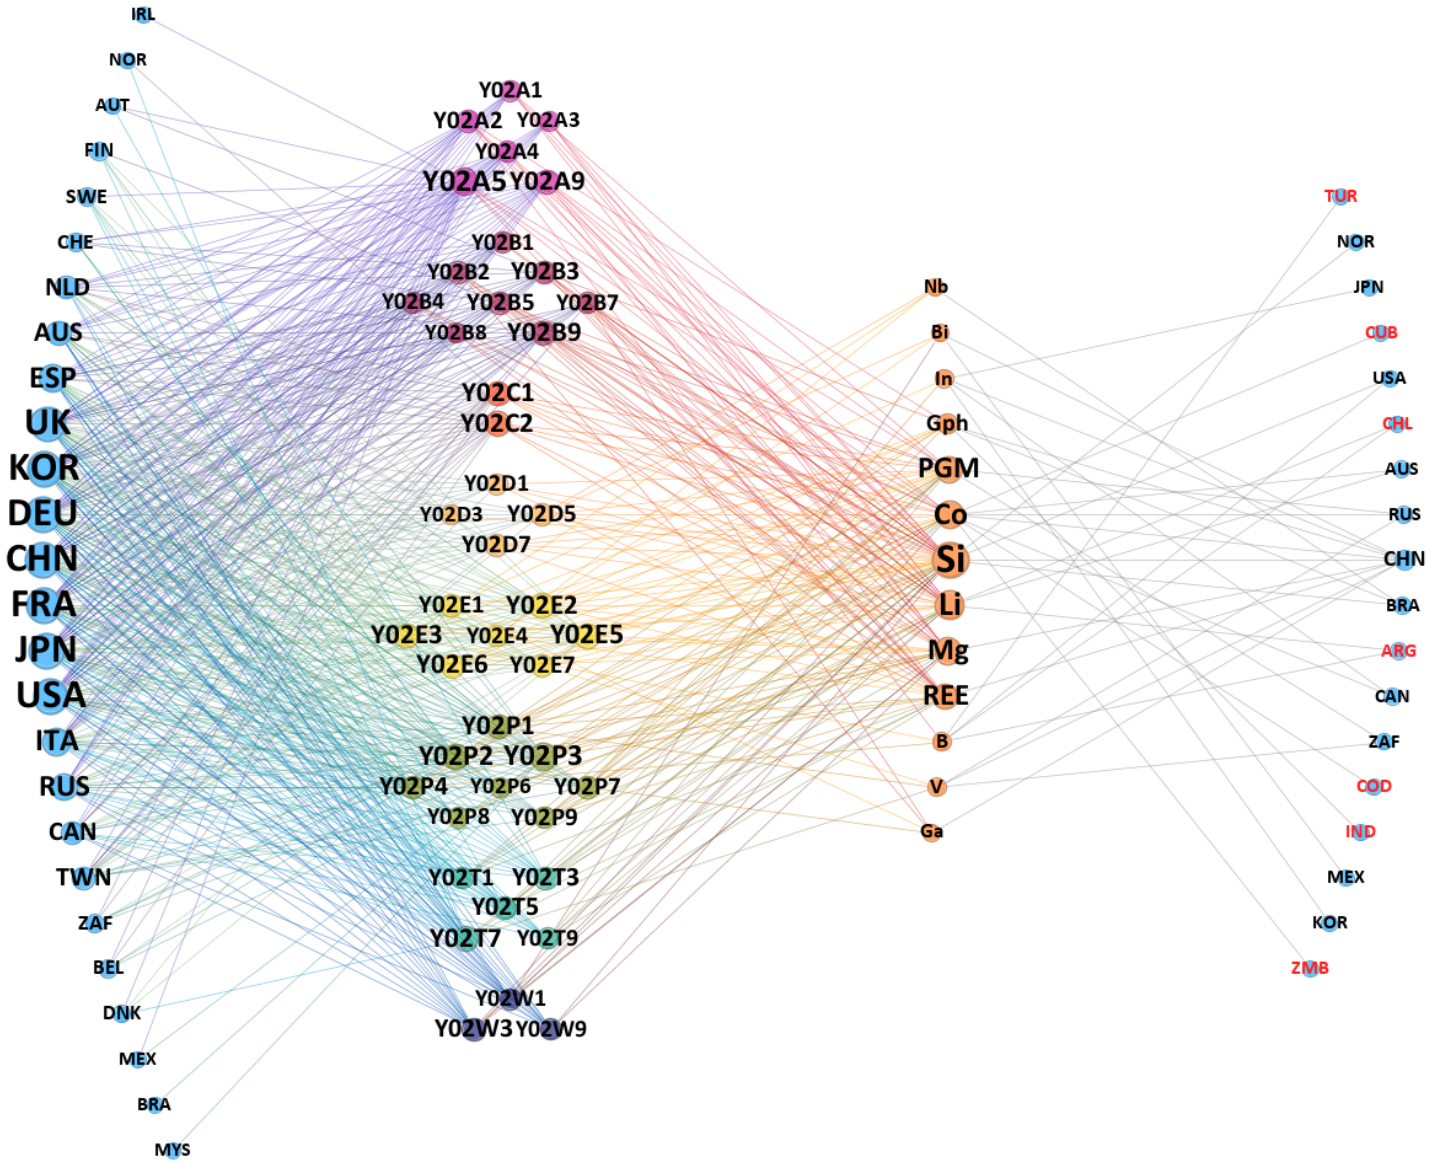 IRL
NOR
AUT
FIN
SWE
CHE
NLD
AUS
ESP
UK
KOR
DEU
CHN
FRA
JPN
USA
ITA
RUS
CAN
TWN
ZAF
BEL
DNK
MEX
BRA
MYS
Y02A1
Y02A2 Y02A3
Y02A4
Y02A5 Y02A9
Y02B1
Y02B2 Y02B3
Y02B4 Y02B5 Y02B7
Y02B8 Y02B9
Y02C1
Y02C2
Y02D1
Y02D3 Y02D5
Y02D7
Y02E1 Y02E2
Y02E3 Y02E4 Y02E5
Y02E6 Y02E7
Y02P1
Y02P2 Y02P3
Y02P4 Y02P6 Y02P7
Y02P8 Y02P9
Y02T1 Y02T3
Y02T5
Y02T7 Y02T9
Y02W1
Y02W3 Y02W9
Nb
Bi
In
Gph
PGM
Co
Si
Li
Mg
REE
B
V
Ga
TUR
NOR
JPN
CUB
USA
CHL
AUS
RUS
CHN
BRA
ARG
CAN
ZAF
COD
IND
MEX
KOR
ZMB